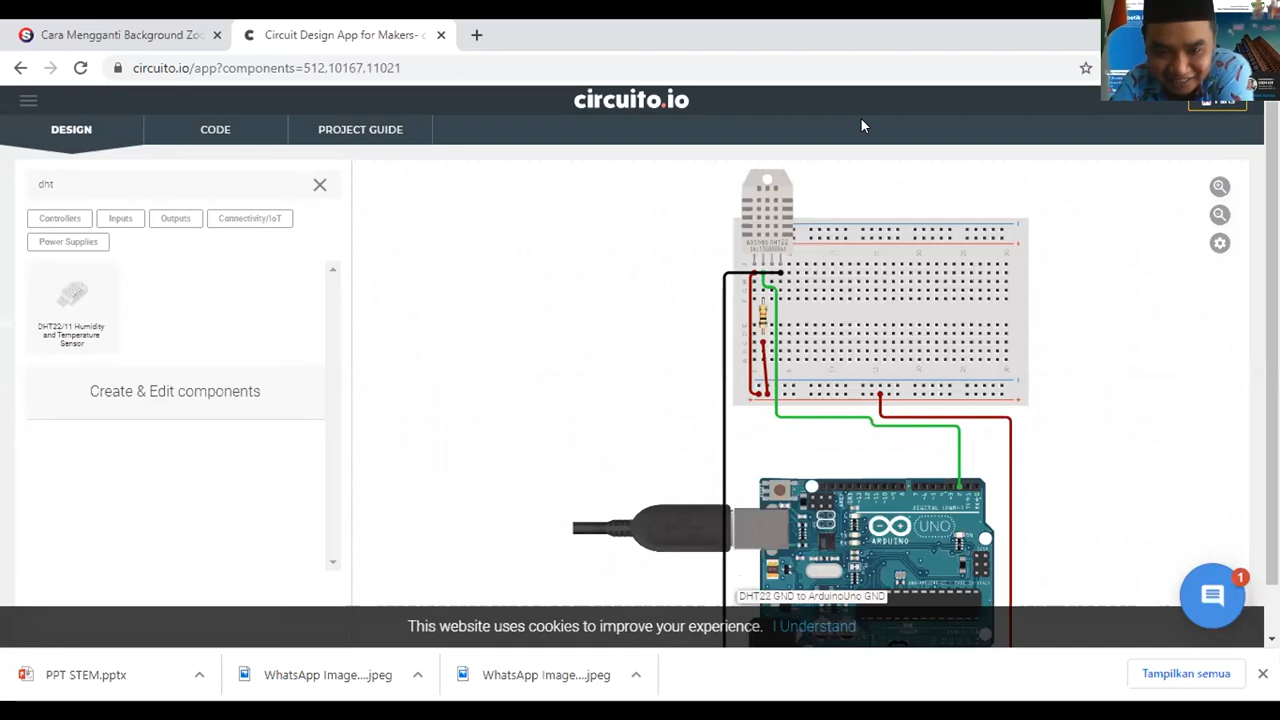 Cara Mengganti Background Zoo
Circuit Design App for Makers- c
circuito.io/app?components=512,10167,11021
circuito.io
Parts
DESIGN
CODE
PROJECT GUIDE
dht
Controllers
Inputs
Outputs
Connectivity/IoT
Power Supplies
DHT22/11 Humidity
and Temperature
Sensor
Create & Edit components
DIGITAL
UNO
ARDUINO
DHT22 GND to ArduinoUno GND
1
This website uses cookies to improve your experience. I Understand
PPT STEM.pptx
WhatsApp Image....jpeg
WhatsApp Image....jpeg
Tampilkan semua